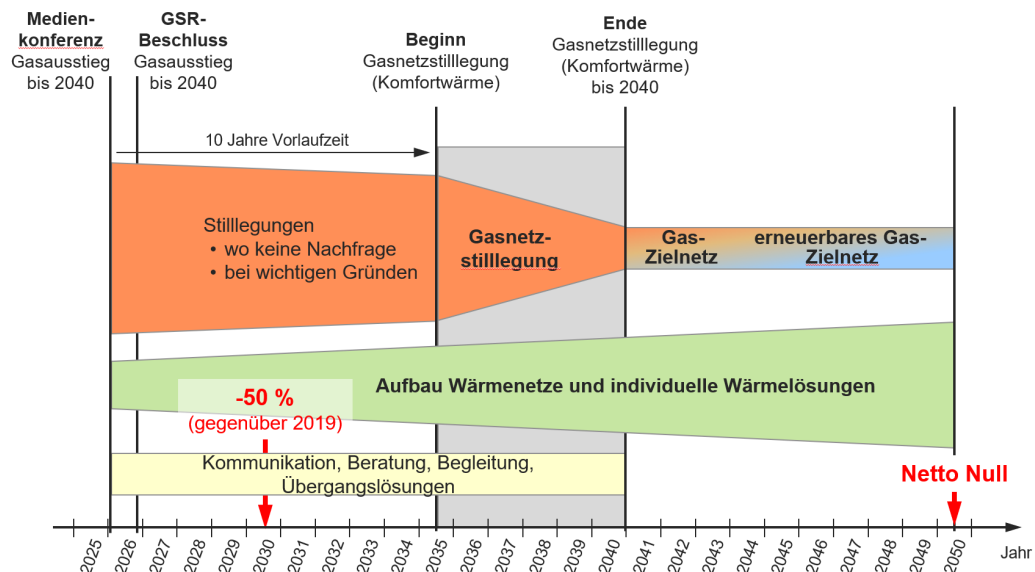 Medien-
konferenz
Gasausstieg
bis 2040
GSR-
Beschluss
Gasausstieg
bis 2040
Beginn
Gasnetzstilllegung
(Komfortwärme)
Ende
Gasnetzstilllegung
(Komfortwärme)
bis 2040
10 Jahre Vorlaufzeit
Stilllegungen
• wo keine Nachfrage
• bei wichtigen Gründen
Gasnetz-
stilllegung
Gas-
Zielnetz
erneuerbares Gas-
Zielnetz
Aufbau Wärmenetze und individuelle Wärmelösungen
-50 %
(gegenüber 2019)
Kommunikation, Beratung, Begleitung,
Übergangslösungen
Netto Null
2025
2026
2027
2028
2029
2030
2031
2032
2033
2034
2035
2036
2037
2038
2039
2040
2041
2042
2043
2044
2045
2046
2047
2048
2049
2050
Jahr